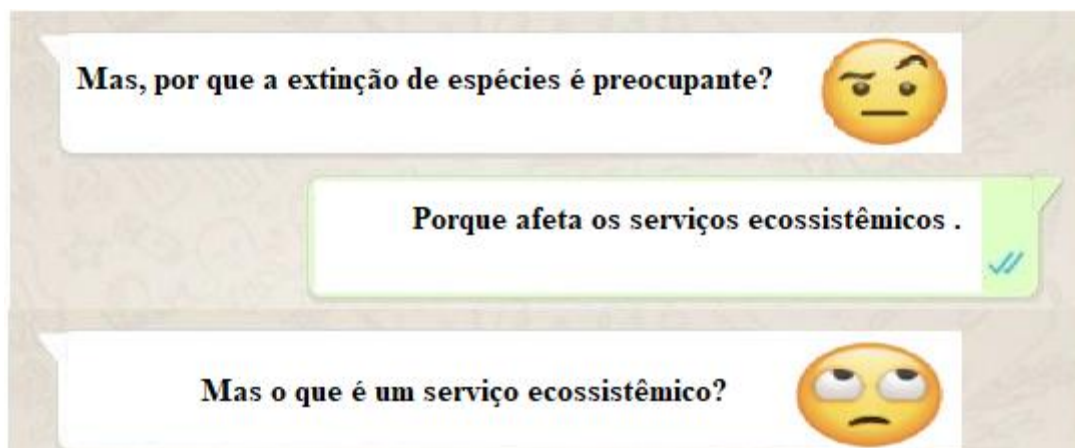 Mas, por que a extinção de espécies é preocupante?
Porque afeta os serviços ecossistêmicos .
Mas o que é um serviço ecossistêmico?